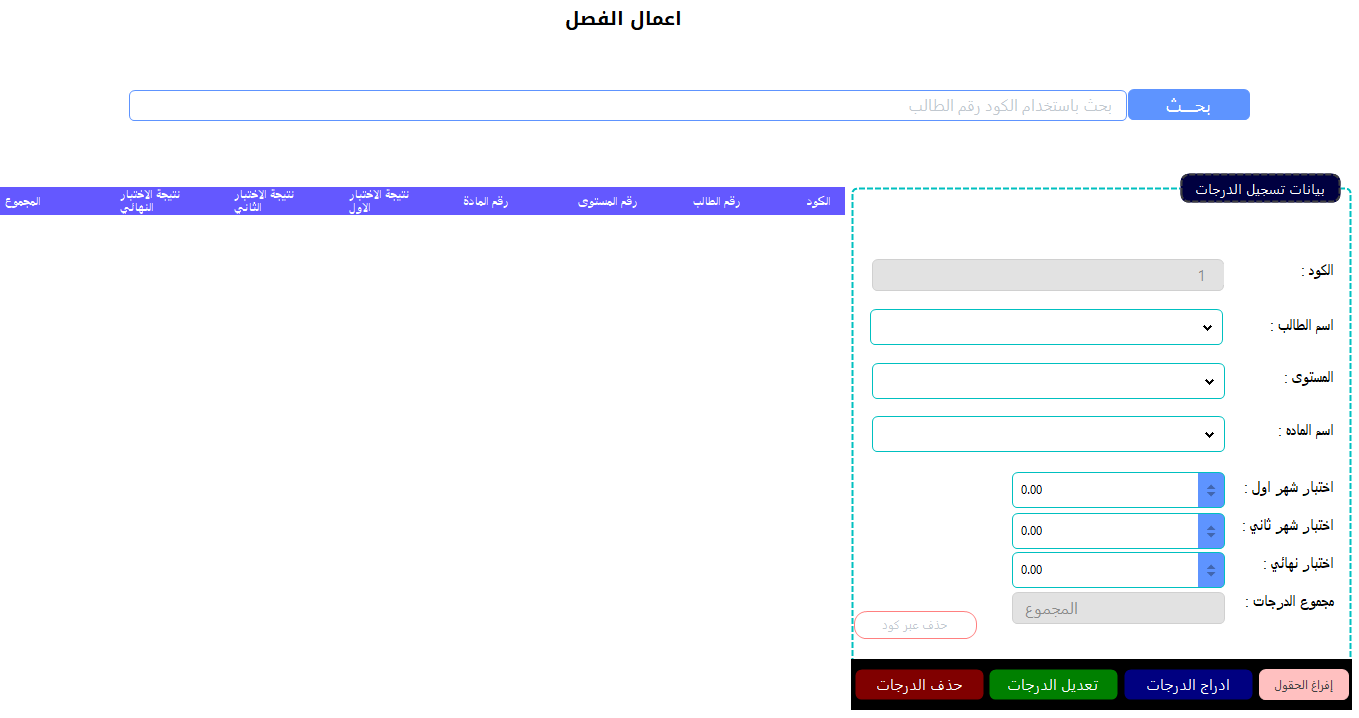 اعمال الفصل
بحـــث
بحث باستخدام الكود رقم الطالب
بيانات تسجيل الدرجات
الكود :
1
اسم الطالب :
المستوى :
اسم الماده :
اختبار شهر اول :
0.00
اختبار شهر ثاني :
0.00
اختبار نهائي :
0.00
مجموع الدرجات :
المجموع
حذف عبر كود
إفراغ الحقول
ادراج الدرجات
تعديل الدرجات
حذف الدرجات
الكود
رقم الطالب
رقم المستوى
رقم المادة
نتيجة الاختبار
الاول
نتيجة الاختبار
الثاني
نتيجة الاختبار
النهائي
المجموع